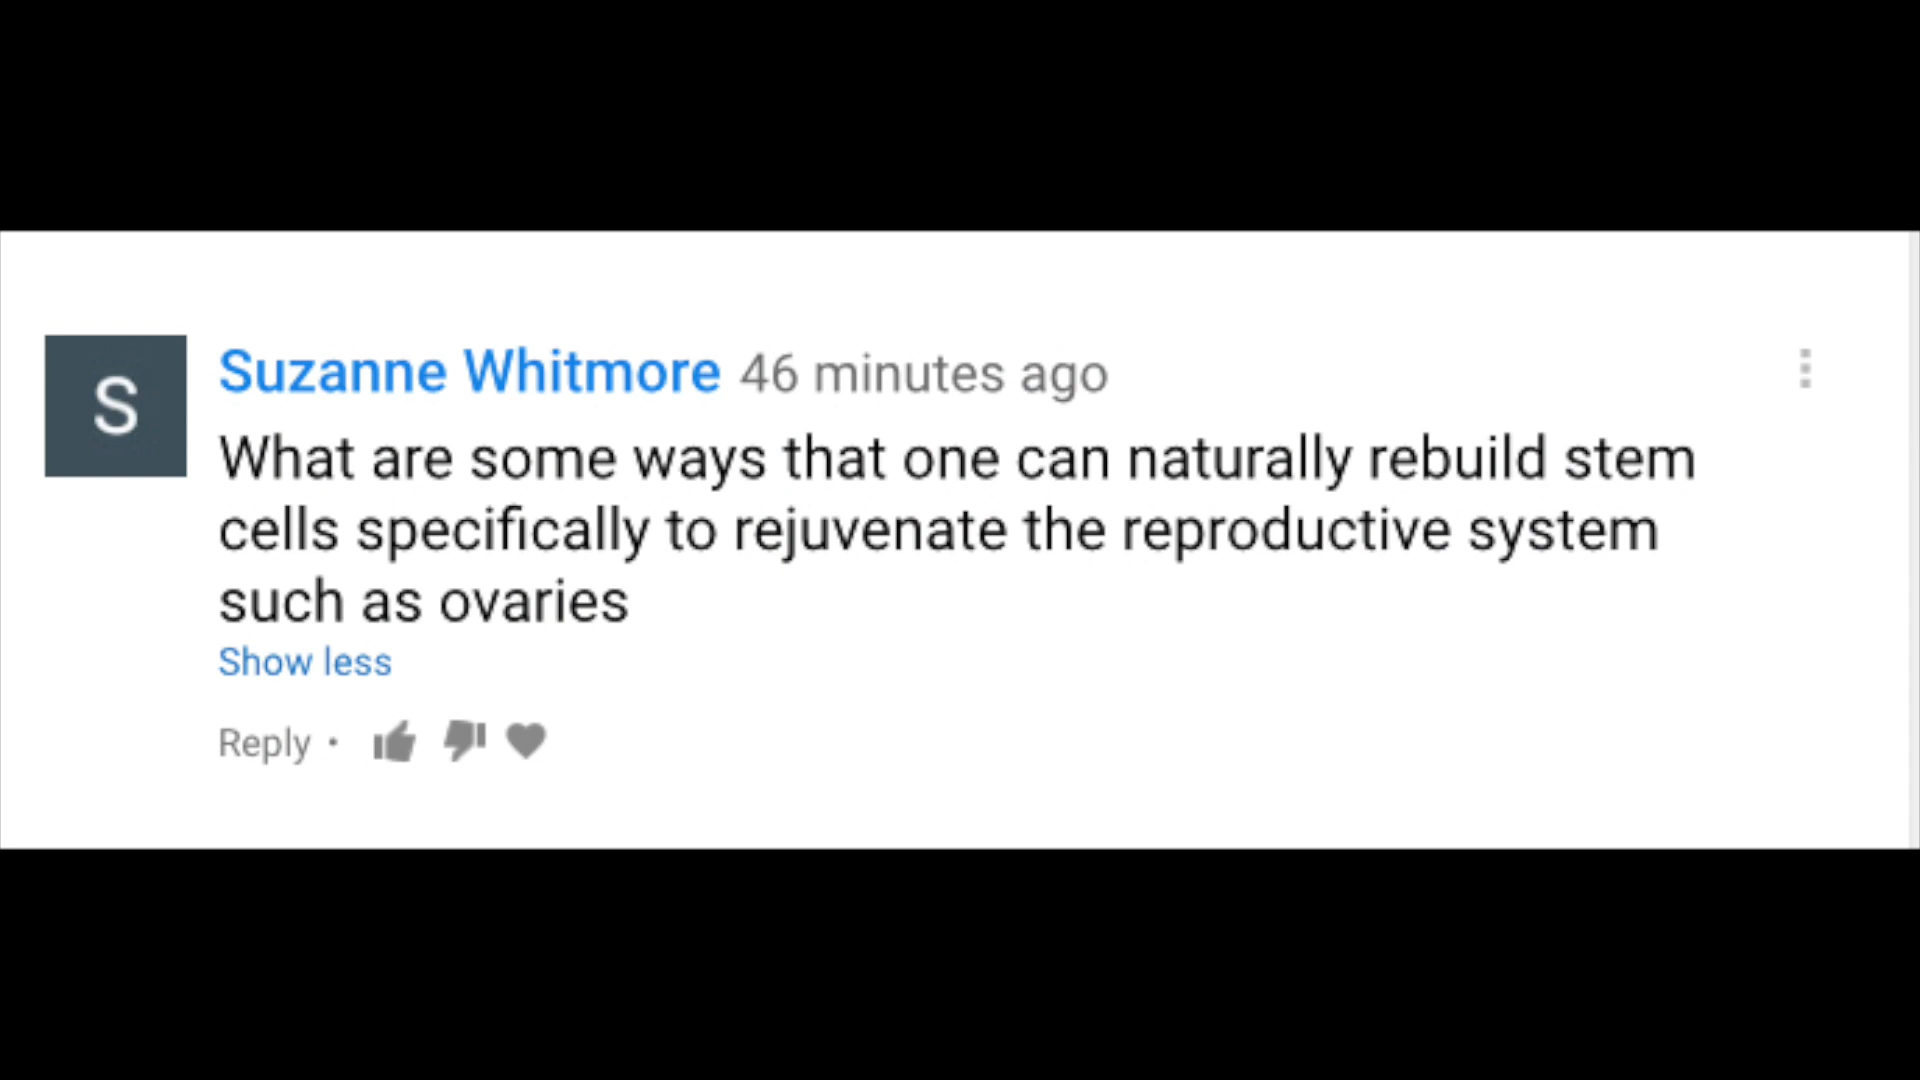 S
Suzanne Whitmore 46 minutes ago
What are some ways that one can naturally rebuild stem
cells specifically to rejuvenate the reproductive system
such as ovaries
Show less
Reply •